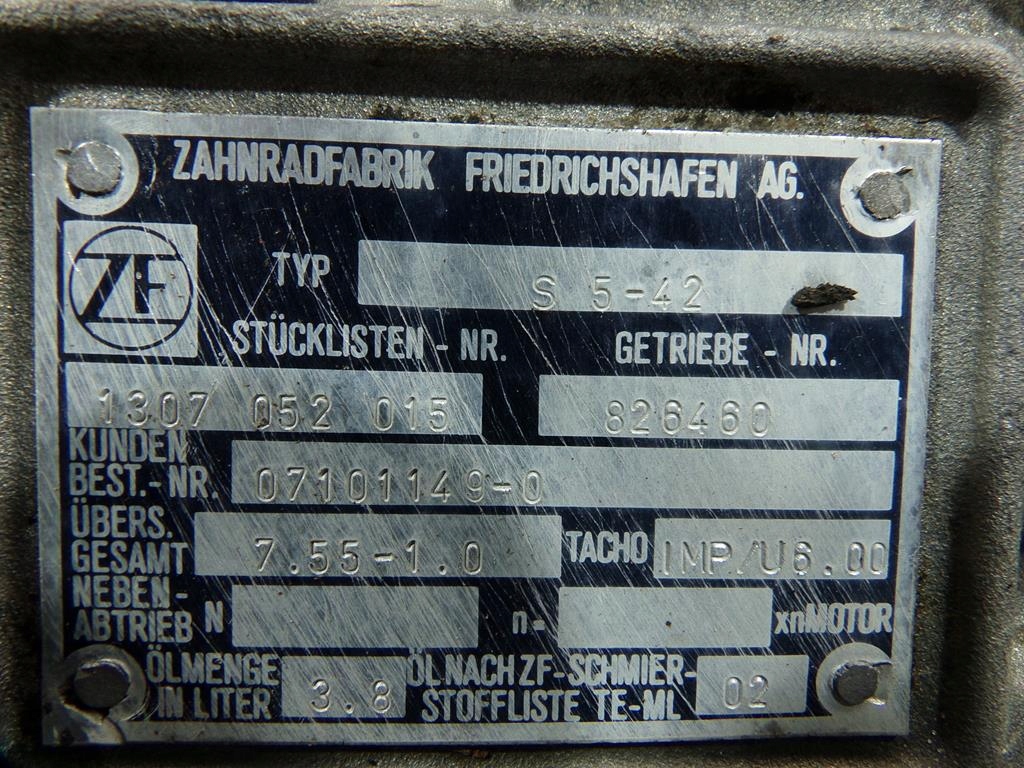 ZAHNRADFABRIK FRIEDRICHSHAFEN AG.
ZF
TYP S 5-42
STÜCKLISTEN - NR. GETRIEBE - NR.
1307 052 015 826460
KUNDEN
BEST.- NR. 07101149-0
ÜBERS.
GESAMT 7.55-1.0 TACHO IMP/U6.00
NEBEN-
ABTRIEB N n= xnMOTOR
ÖLMENGE
IN LITER 3.8
ÖL NACH ZF-SCHMIER-
STOFFLISTE TE-ML 02